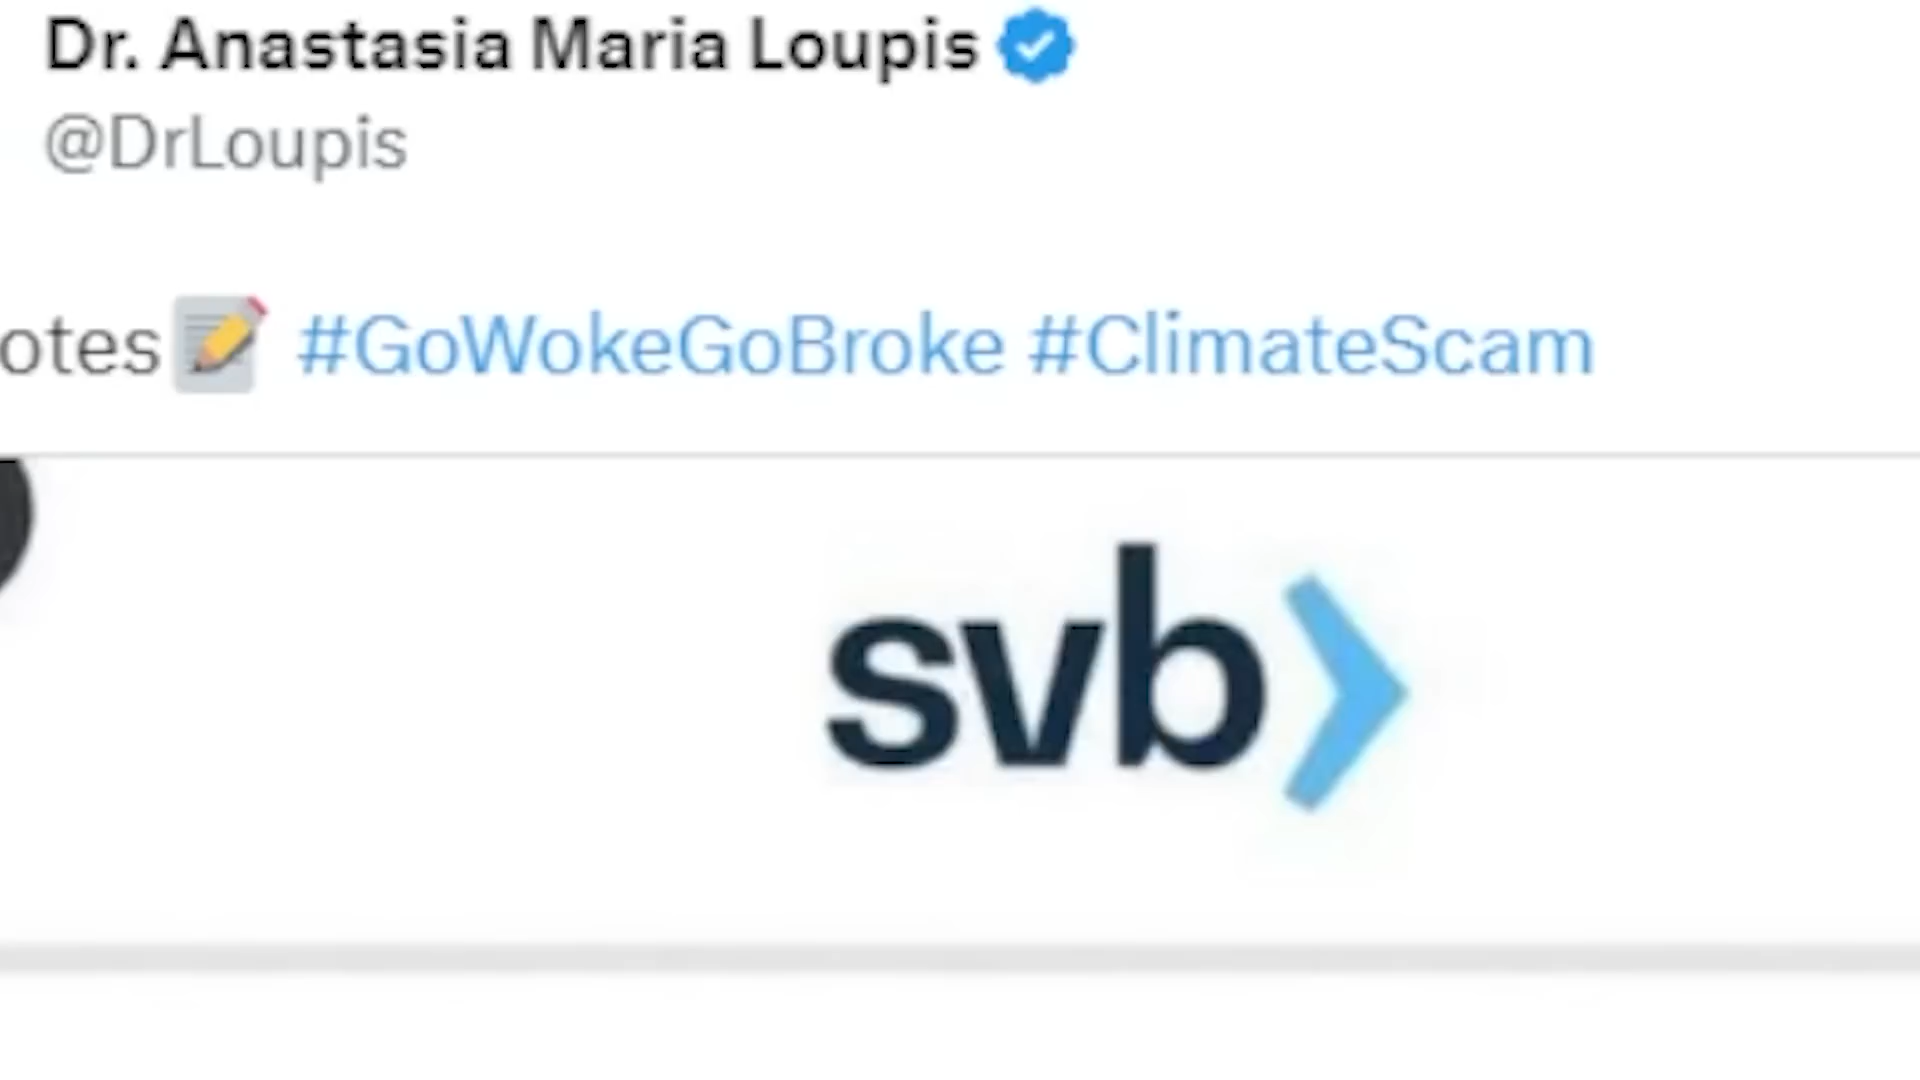 Dr. Anastasia Maria Loupis
@DrLoupis
otes📝 #GoWokeGoBroke #ClimateScam
svb